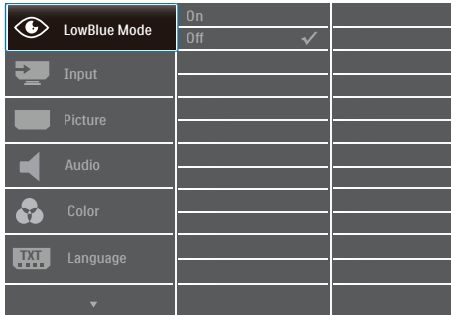 LowBlue Mode
On
Off
Input
Picture
Audio
Color
TXT
Language